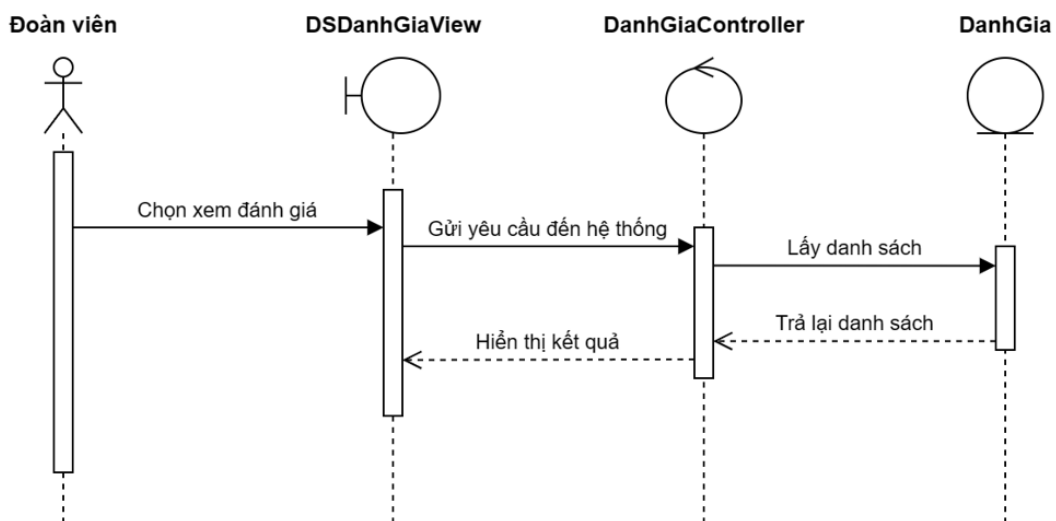 Đoàn viên
DSDanhGiaView
DanhGiaController
DanhGia
Chọn xem đánh giá
Gửi yêu cầu đến hệ thống
Lấy danh sách
Trả lại danh sách
Hiển thị kết quả